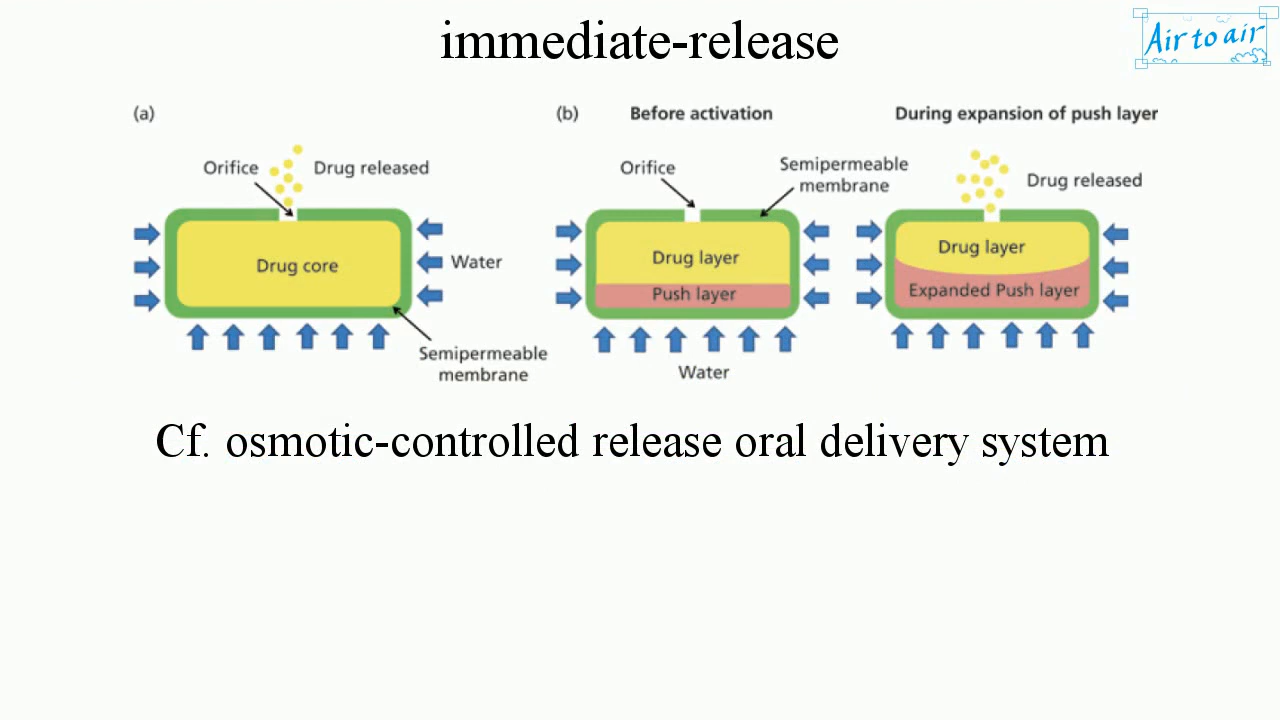 immediate-release
Air to air
(a)
Orifice
Drug released
Drug core
Water
Semipermeable
membrane
(b)
Before activation
Orifice
Semipermeable
membrane
Drug layer
Push layer
Water
During expansion of push layer
Drug released
Drug layer
Expanded Push layer
Cf. osmotic-controlled release oral delivery system